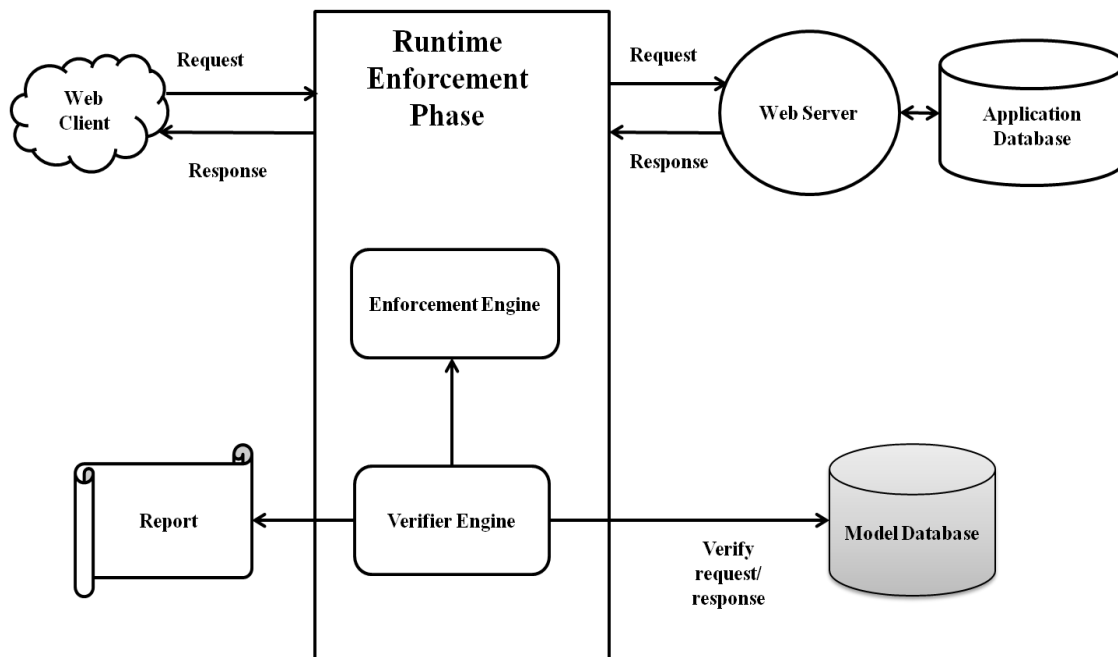 Runtime
Enforcement
Phase
Request
Web
Client
Response
Request
Web Server
Response
Application
Database
Enforcement Engine
Report
Verifier Engine
Verify
request/
response
Model Database